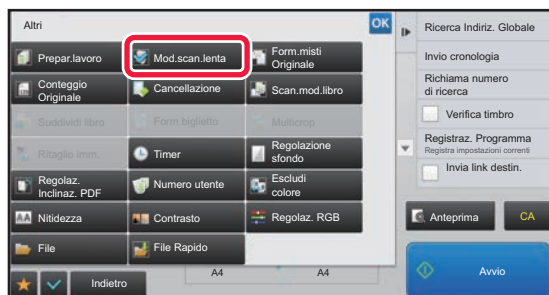 Altri
OK
Prepar.lavoro
Mod.scan.lenta
Form.misti
Originale
Conteggio
Originale
Cancellazione
Scan.mod.libro
Suddividi libro
Form.biglietto
Multicrop
Ritaglio imm.
Timer
Regolazione
sfondo
Regolaz.
Inclinaz. PDF
Numero utente
Escludi
colore
AA Nitidezza
Contrasto
Regolaz. RGB
File
File Rapido
Indietro
A4
A4
Ricerca Indiriz. Globale
Invio cronologia
Richiama numero
di ricerca
Verifica timbro
Registraz. Programma
Registra impostazioni correnti
Invia link destin.
Anteprima
CA
Avvio